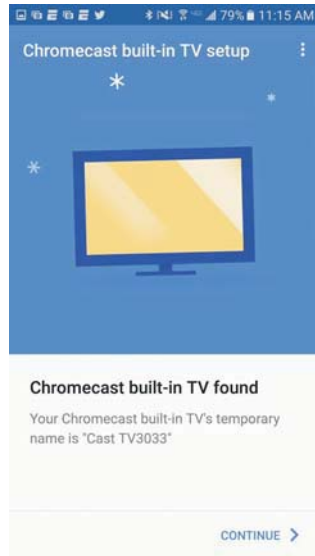 79% 11:15 AM
Chromecast built-in TV setup
Chromecast built-in TV found
Your Chromecast built-in TV's temporary
name is "Cast TV3033"
CONTINUE